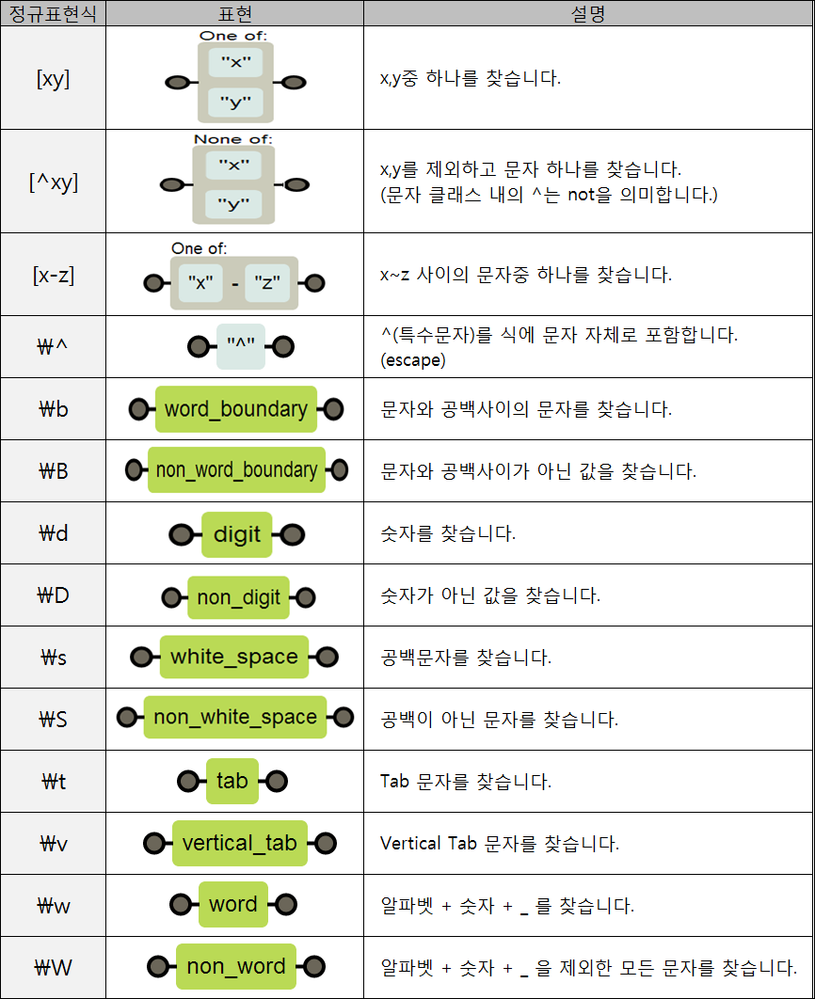 정규표현식 표현 설명
[xy]
One of:
"x"
"y"
x,y중 하나를 찾습니다.
[^xy]
None of:
"x"
"y"
x,y를 제외하고 문자 하나를 찾습니다.
(문자 클래스 내의 ^는 not을 의미합니다.)
[x-z]
One of:
"x" - "z"
x~z 사이의 문자중 하나를 찾습니다.
₩^
"^"
^(특수문자)를 식에 문자 자체로 포함합니다.
(escape)
₩b word_boundary 문자와 공백사이의 문자를 찾습니다.
₩B non_word_boundary 문자와 공백사이가 아닌 값을 찾습니다.
₩d digit 숫자를 찾습니다.
₩D non_digit 숫자가 아닌 값을 찾습니다.
₩s white_space 공백문자를 찾습니다.
₩S non_white_space 공백이 아닌 문자를 찾습니다.
₩t tab Tab 문자를 찾습니다.
₩v vertical_tab Vertical Tab 문자를 찾습니다.
₩w word 알파벳 + 숫자 + _ 를 찾습니다.
₩W non_word 알파벳 + 숫자 + _ 을 제외한 모든 문자를 찾습니다.